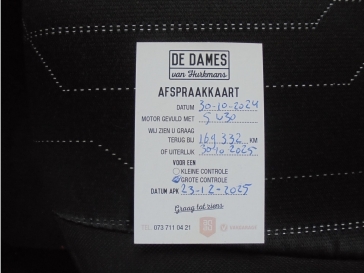 DE DAMES
van Hurkmans
AFSPRAAKKAART
DATUM 30-10-2024
MOTOR GEVULD MET 5W30
WIJ ZIEN U GRAAG
TERUG BIJ 169.332 KM
OF UITERLIJK 30-10-2025
VOOR EEN
KLEINE CONTROLE
GROTE CONTROLE
DATUM APK 23-12-2025
Graag tot ziens
TEL 073 711 04 21